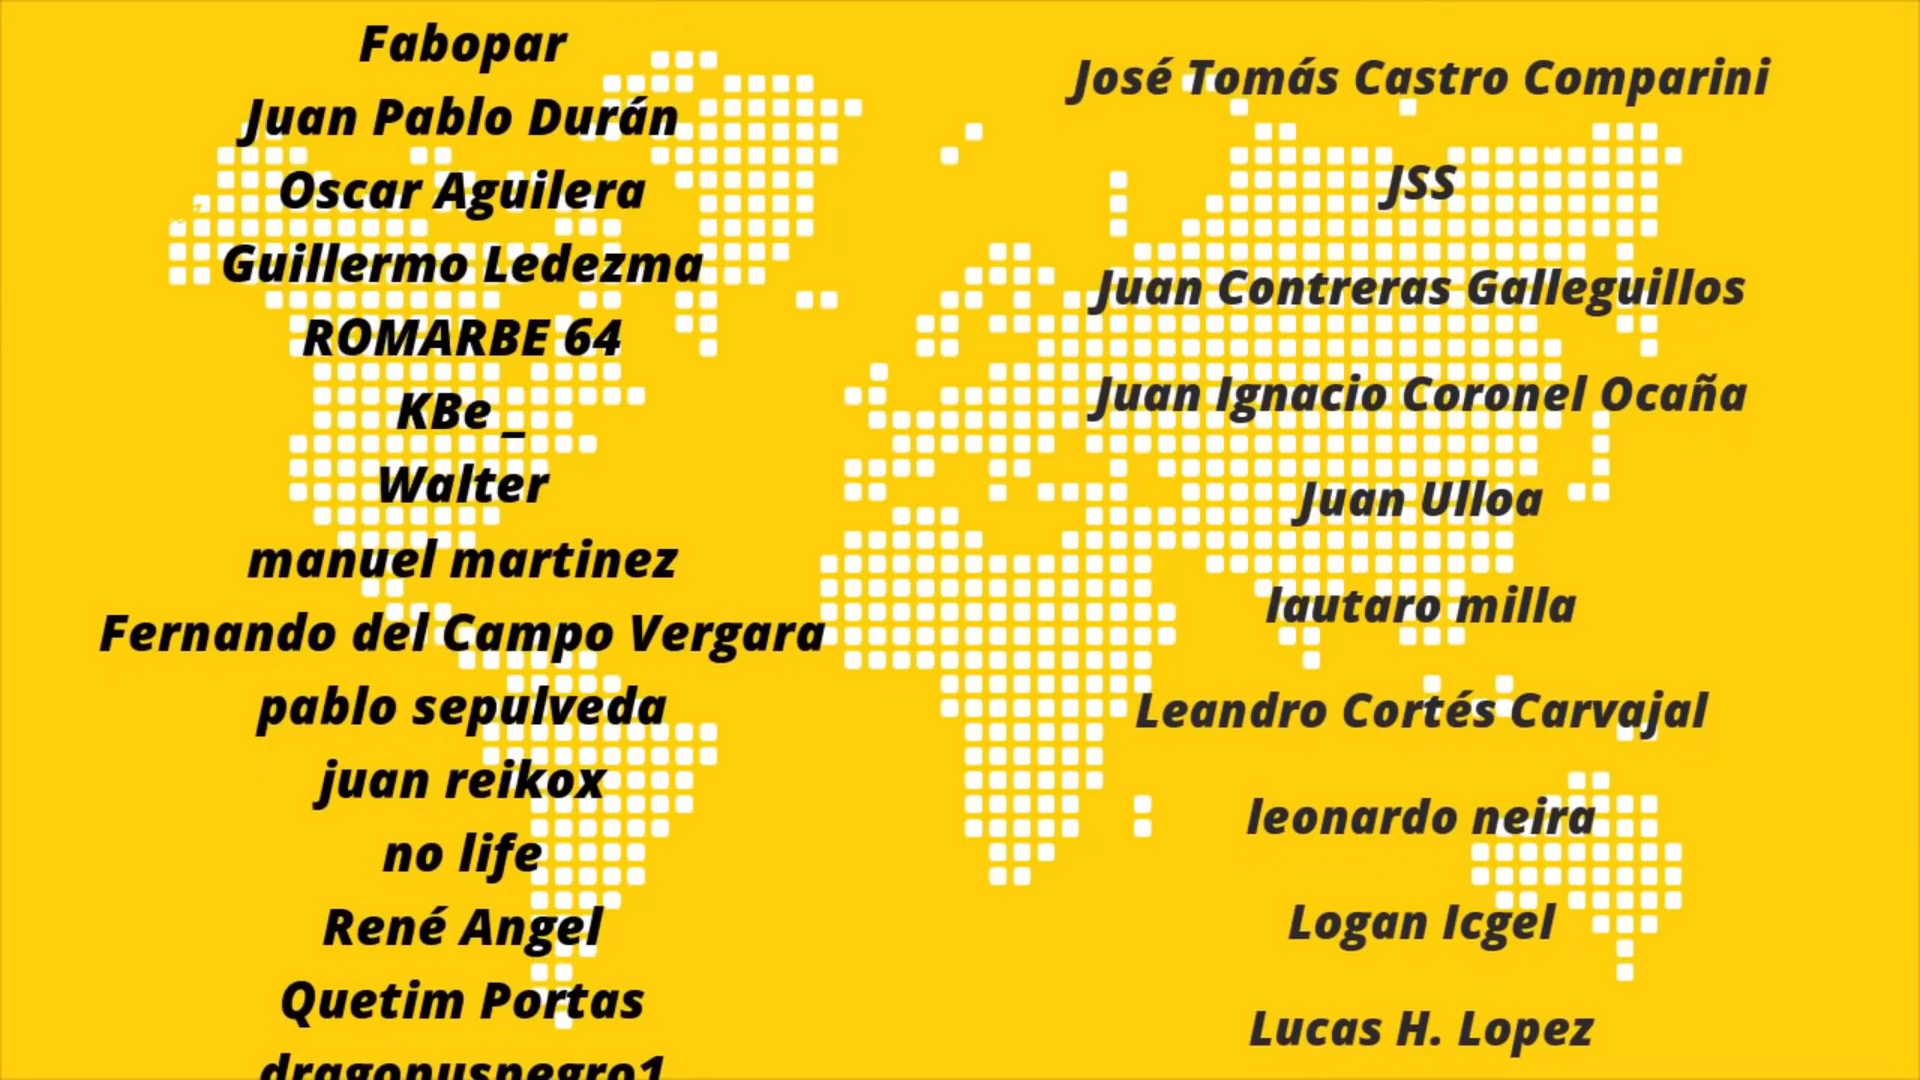 Fabopar
Juan Pablo Durán
Oscar Aguilera
Guillermo Ledezma
ROMARBE 64
KBe _
Walter
manuel martinez
Fernando del Campo Vergara
pablo sepulveda
juan reikox
no life
René Angel
Quetim Portas
dragonusnegro1
José Tomás Castro Comparini
JSS
Juan Contreras Galleguillos
Juan Ignacio Coronel Ocaña
Juan Ulloa
lautaro milla
Leandro Cortés Carvajal
leonardo neira
Logan Icgel
Lucas H. Lopez